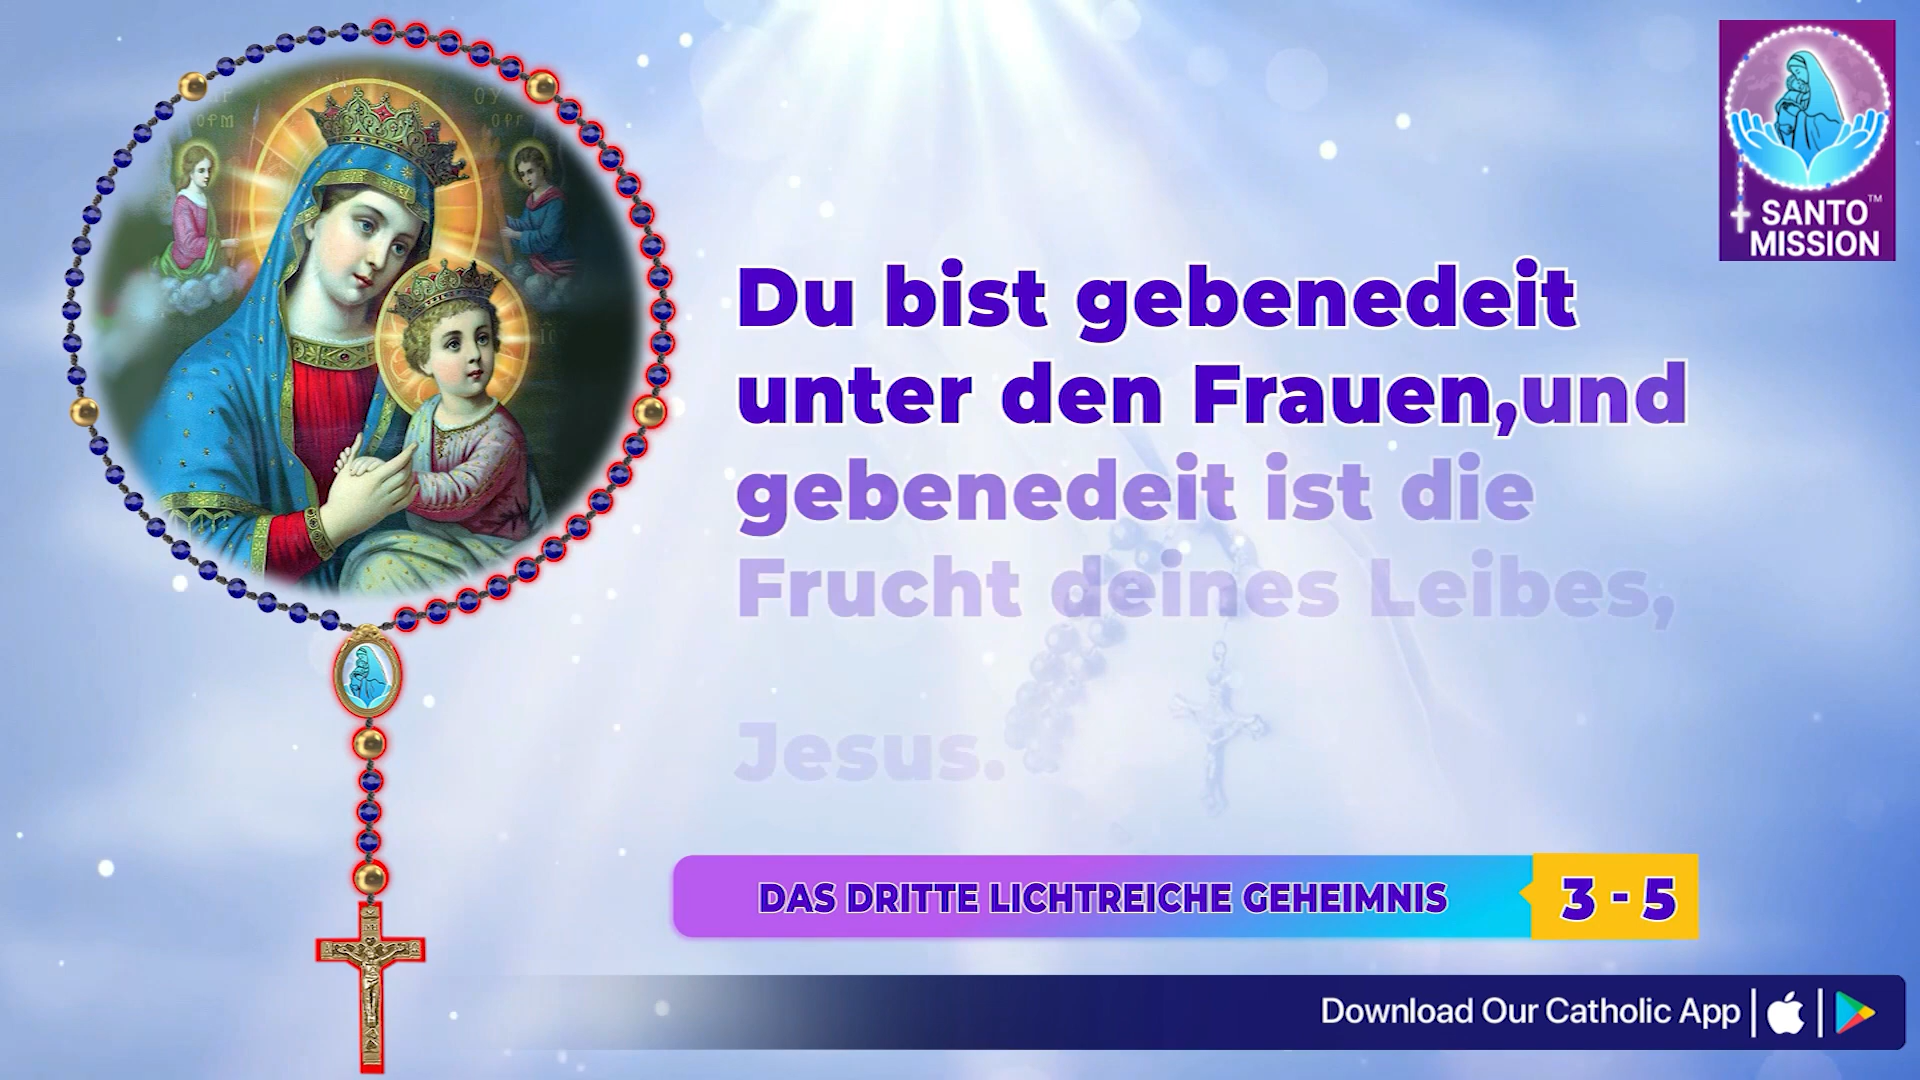 SANTO™
MISSION
Du bist gebenedeit
unter den Frauen,und
gebenedeit ist die
Frucht deines Leibes,
Jesus.
DAS DRITTE LICHTREICHE GEHEIMNIS
3 - 5
Download Our Catholic App